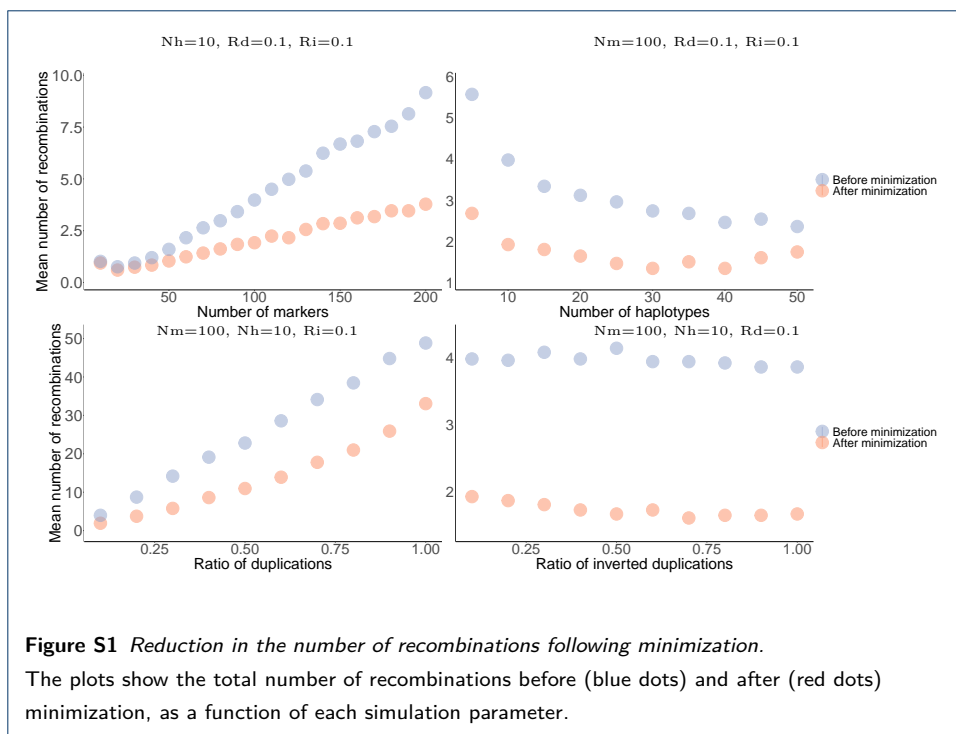 Nh=10, Rd=0.1, Ri=0.1
Nm=100, Rd=0.1, Ri=0.1
Mean number of recombinations
10.0
7.5
5.0
2.5
0.0
50
100
150
200
Number of markers
6
5
4
3
2
1
10
20
30
40
50
Number of haplotypes
Before minimization
After minimization
Nm=100, Nh=10, Ri=0.1
Nm=100, Nh=10, Rd=0.1
Mean number of recombinations
50
40
30
20
10
0
0.25
0.50
0.75
1.00
Ratio of duplications
4
3
2
0.25
0.50
0.75
1.00
Ratio of inverted duplications
Before minimization
After minimization
Figure S1 Reduction in the number of recombinations following minimization.
The plots show the total number of recombinations before (blue dots) and after (red dots)
minimization, as a function of each simulation parameter.